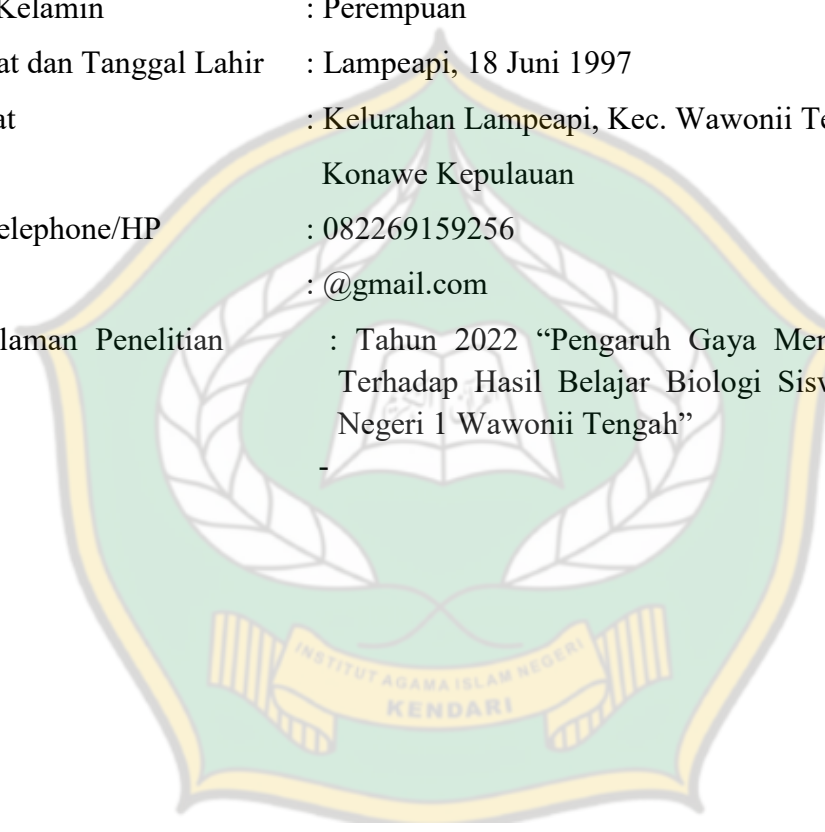 Kelamin : Perempuan
at dan Tanggal Lahir : Lampeapi, 18 Juni 1997
at : Kelurahan Lampeapi, Kec. Wawonii Te
Konawe Kepulauan
elephone/HP : 082269159256
: @gmail.com
laman Penelitian : Tahun 2022 “Pengaruh Gaya Mer
Terhadap Hasil Belajar Biologi Sisw
Negeri 1 Wawonii Tengah”
-
INSTITUT AGAMA ISLAM NEGERI
KENDARI